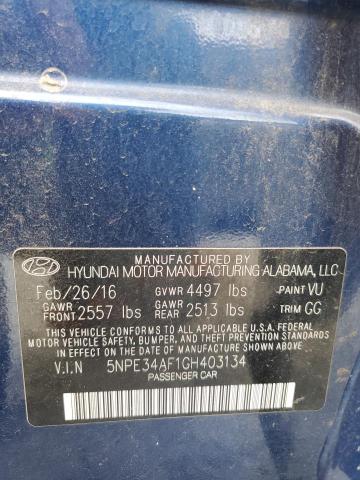 MFD BY HYUNDAI MOTOR MANUFACTURING ALABAMA, LLC
Feb/26/16 GVWR 4497 lbs PAINT VU
GAWR FRONT 2557 lbs GAWR REAR 2513 lbs TRIM GG
THIS VEHICLE CONFORMS TO ALL APPLICABLE U.S.A. FEDERAL
MOTOR VEHICLE SAFETY, BUMPER, AND THEFT PREVENTION
STANDARDS IN EFFECT ON THE DATE OF MANUFACTURE SHOWN ABOVE.
V.I.N 5NPE34AF1GH403134
PASSENGER CAR